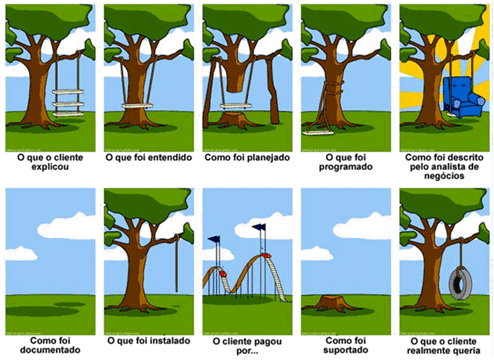 O que o cliente
explicou
O que foi entendido
Como foi planejado
O que foi
programado
Como foi descrito
pelo analista de
negócios
Como foi
documentado
O que foi instalado
O cliente pagou
por...
Como foi
suportado
O que o cliente
realmente queria